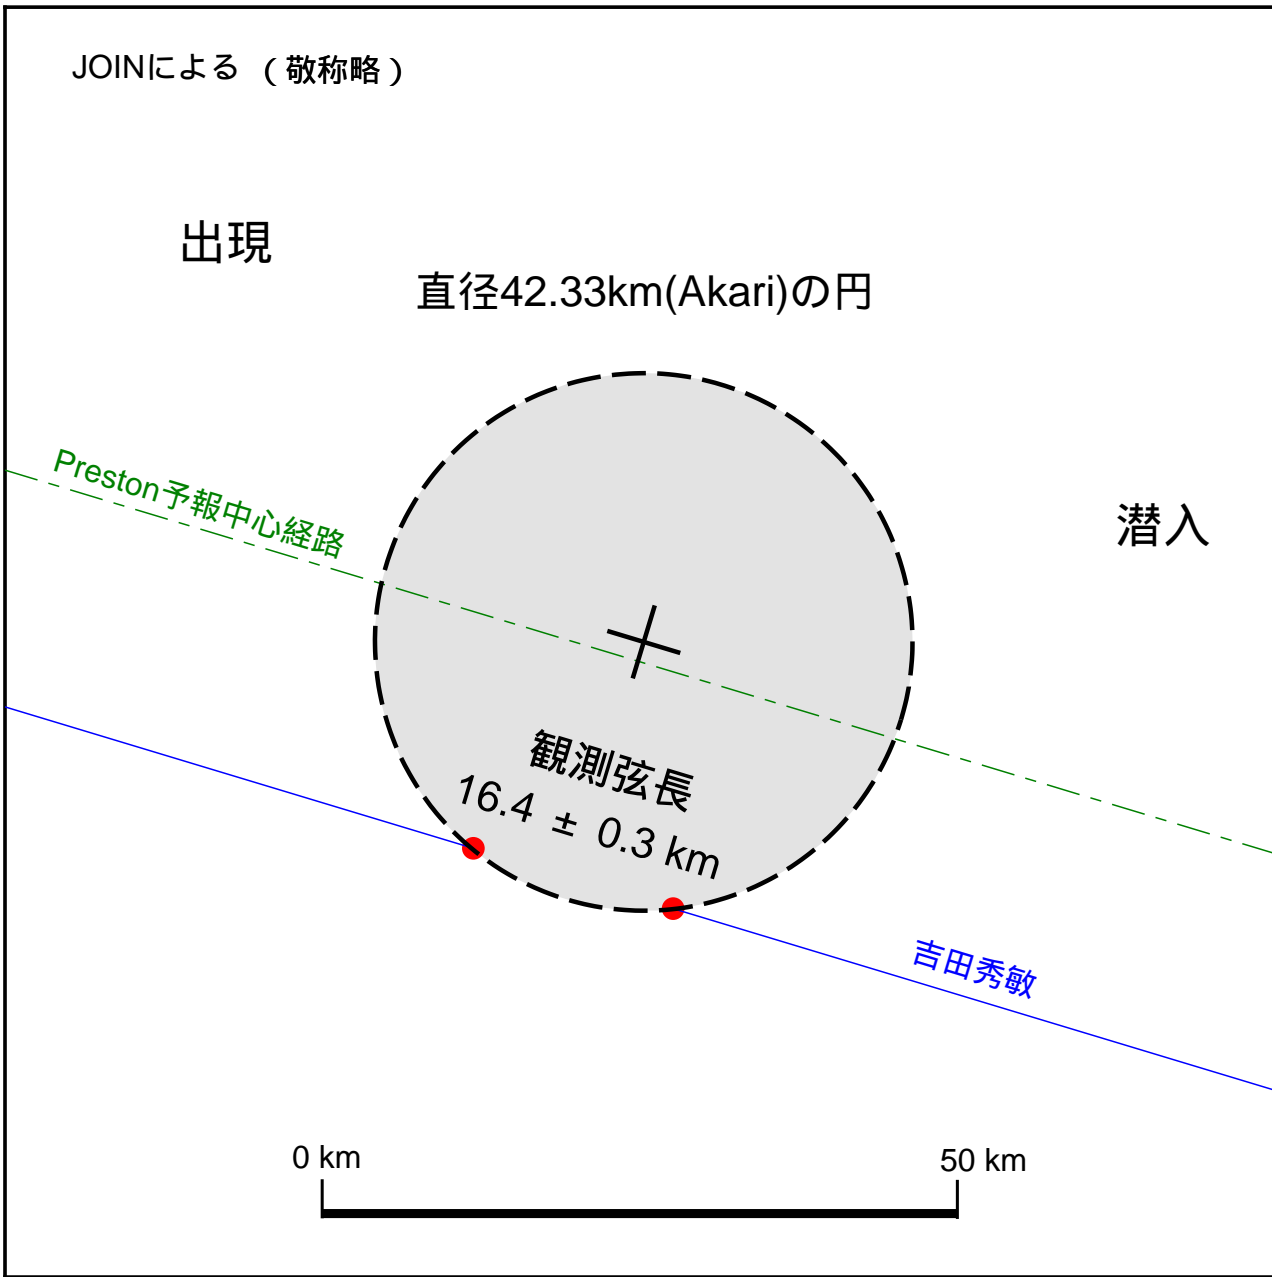 JOINによる （敬称略）
出現
直径42.33km(Akari)の円
Preston予報中心経路
潜入
観測弦長
16.4 ± 0.3 km
吉田秀敏
0 km
50 km